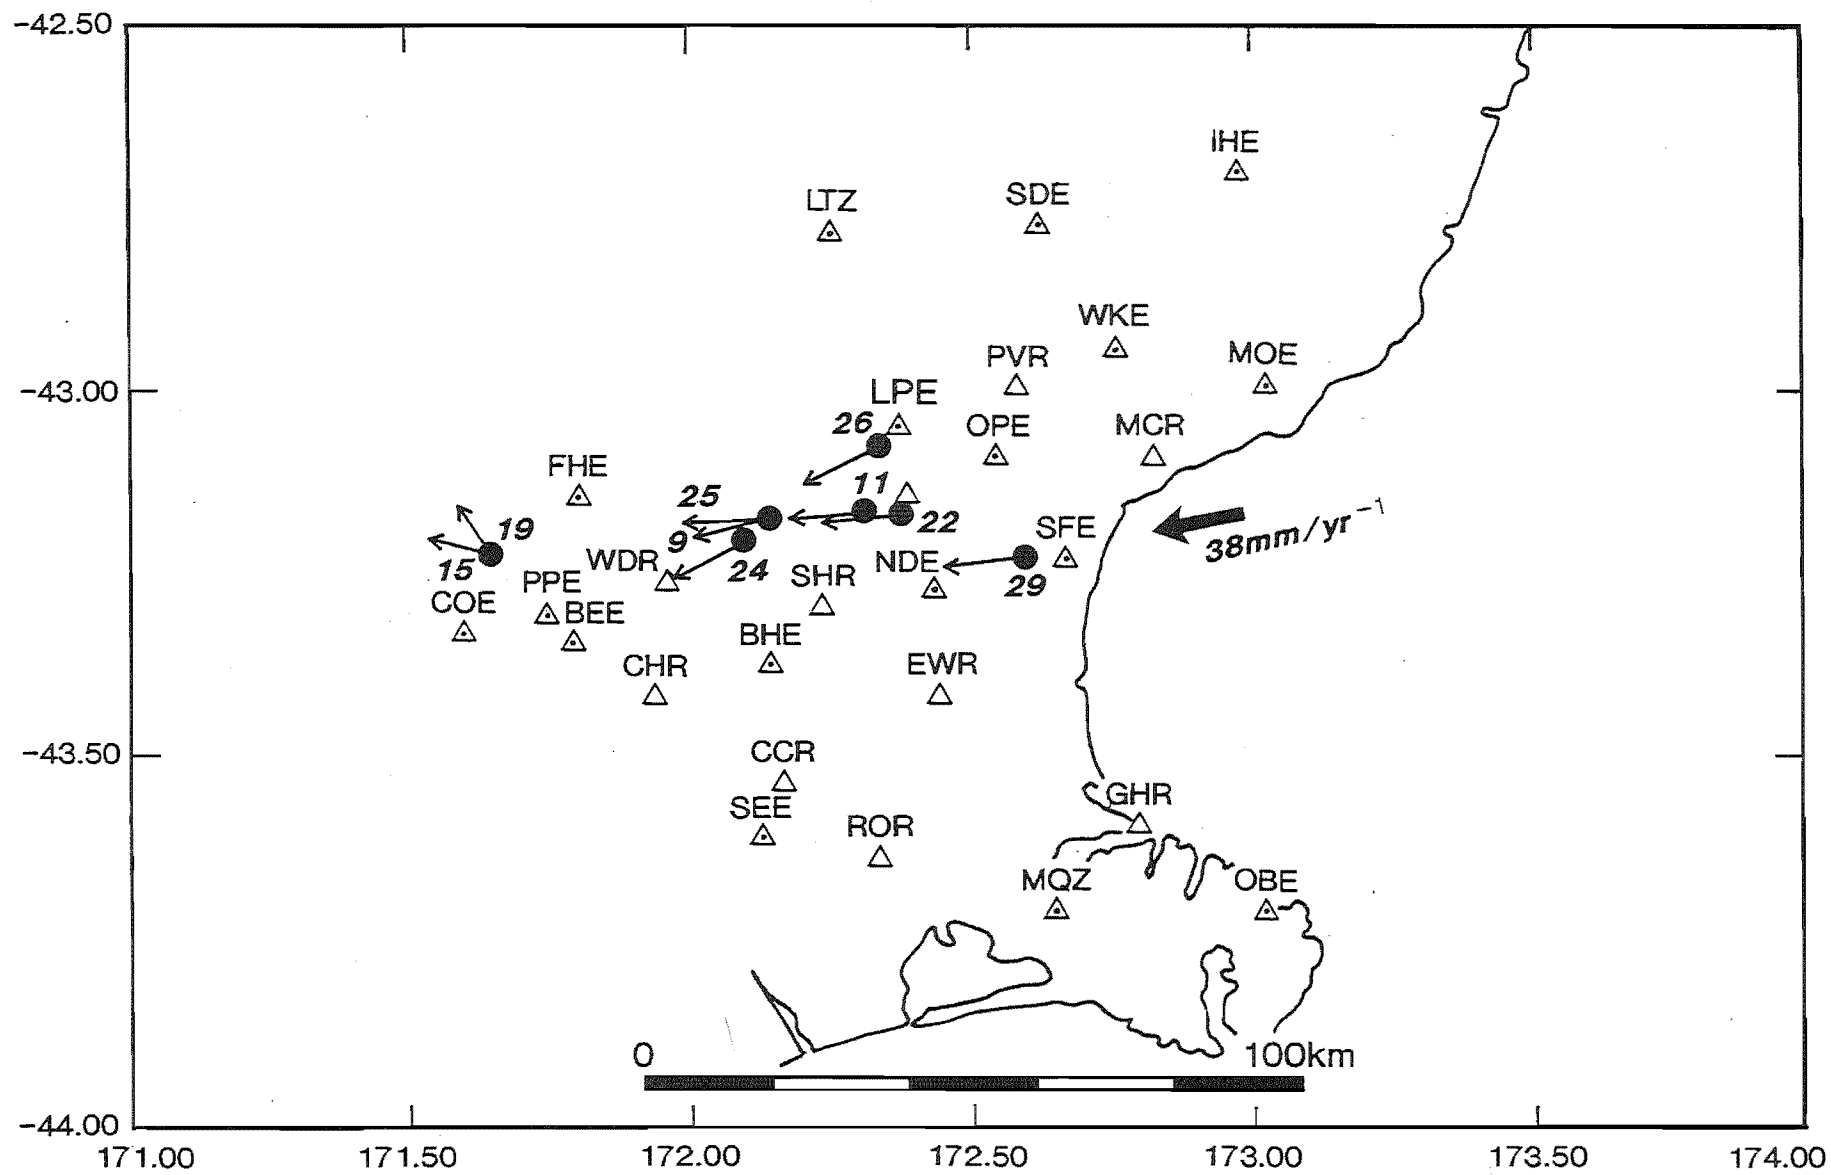 -42.50
IHE
LTZ
SDE
WKE
PVR
MOE
-43.00
LPE
26
OPE
MCR
FHE
25
11
38mm/yr⁻¹
19
22
SFE
9
WDR
15
24
NDE
29
PPE
SHR
COE
BEE
BHE
CHR
EWR
-43.50
CCR
GHR
SEE
ROR
MQZ
OBE
0
100km
-44.00
171.00
171.50
172.00
172.50
173.00
173.50
174.00